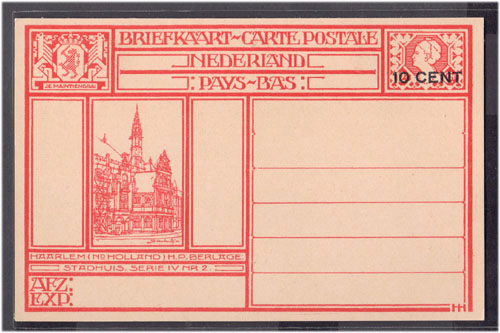 BRIEFKAART~CARTE POSTALE
NEDERLAND
PAYS~BAS
JE MAINTIENDRAI
10 CENT
HAARLEM (ND HOLLAND) H.P. BERLAGE.
STADHUIS. SERIE IV NR 2.
AFZ:
EXP:
HH